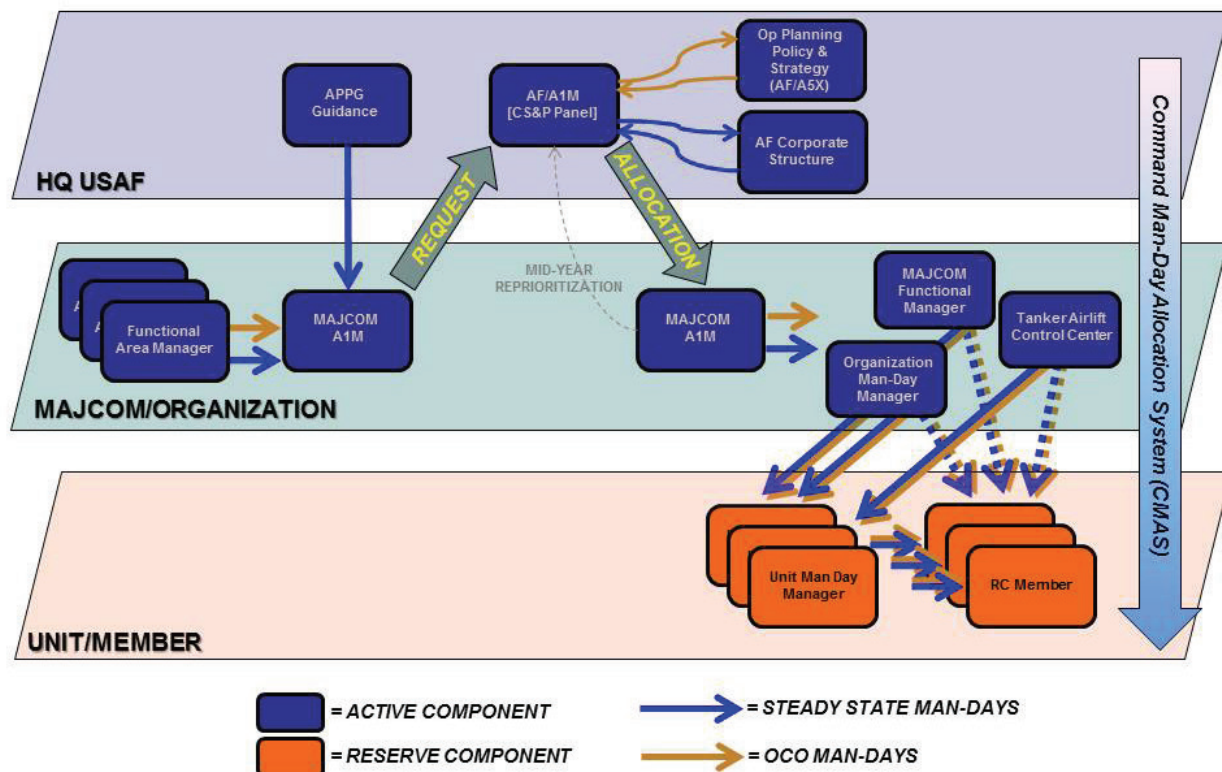 Op Planning
Policy &
Strategy
(AF/A5X)
APPG
Guidance
AF/A1M
[CS&P Panel]
AF Corporate
Structure
HQ USAF
REQUEST
ALLOCATION
MID-YEAR
REPRIORITIZATION
A
A
Functional
Area Manager
MAJCOM
A1M
MAJCOM
A1M
MAJCOM
Functional
Manager
Tanker Airlift
Control Center
Organization
Man-Day
Manager
MAJCOM/ORGANIZATION
Unit Man Day
Manager
RC Member
UNIT/MEMBER
Command Man-Day Allocation System (CMAS)
= ACTIVE COMPONENT
= STEADY STATE MAN-DAYS
= RESERVE COMPONENT
= OCO MAN-DAYS